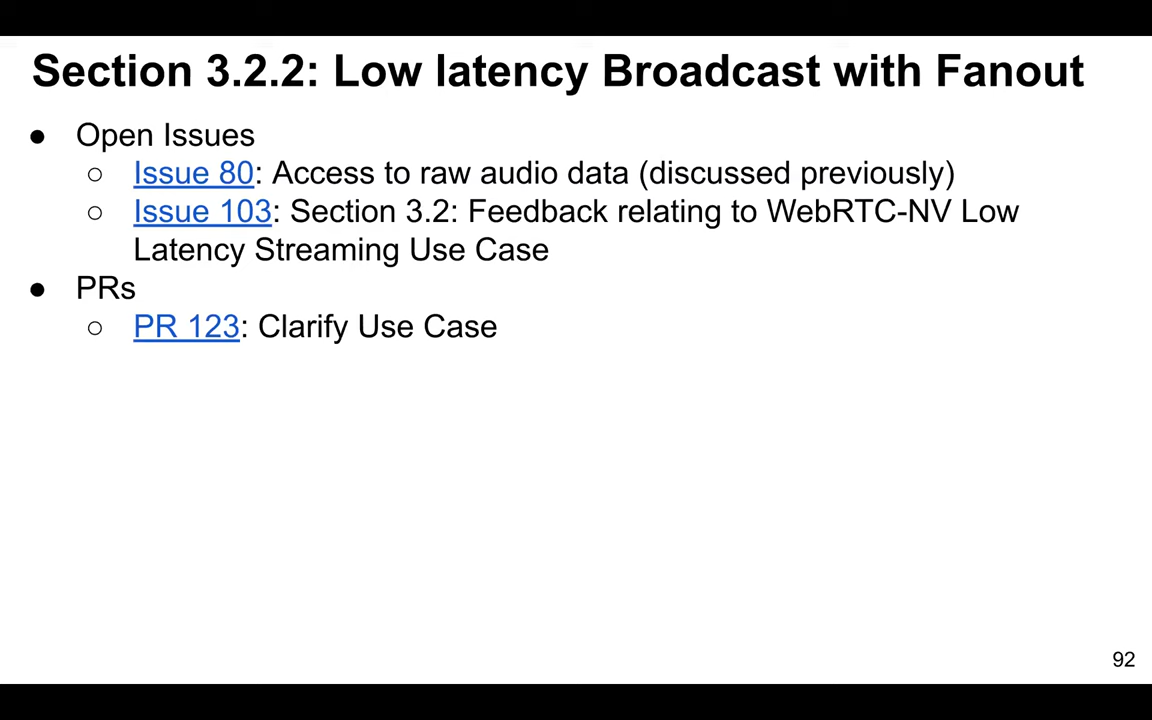 Section 3.2.2: Low latency Broadcast with Fanout
● Open Issues
○ Issue 80: Access to raw audio data (discussed previously)
○ Issue 103: Section 3.2: Feedback relating to WebRTC-NV Low
Latency Streaming Use Case
● PRs
○ PR 123: Clarify Use Case
92